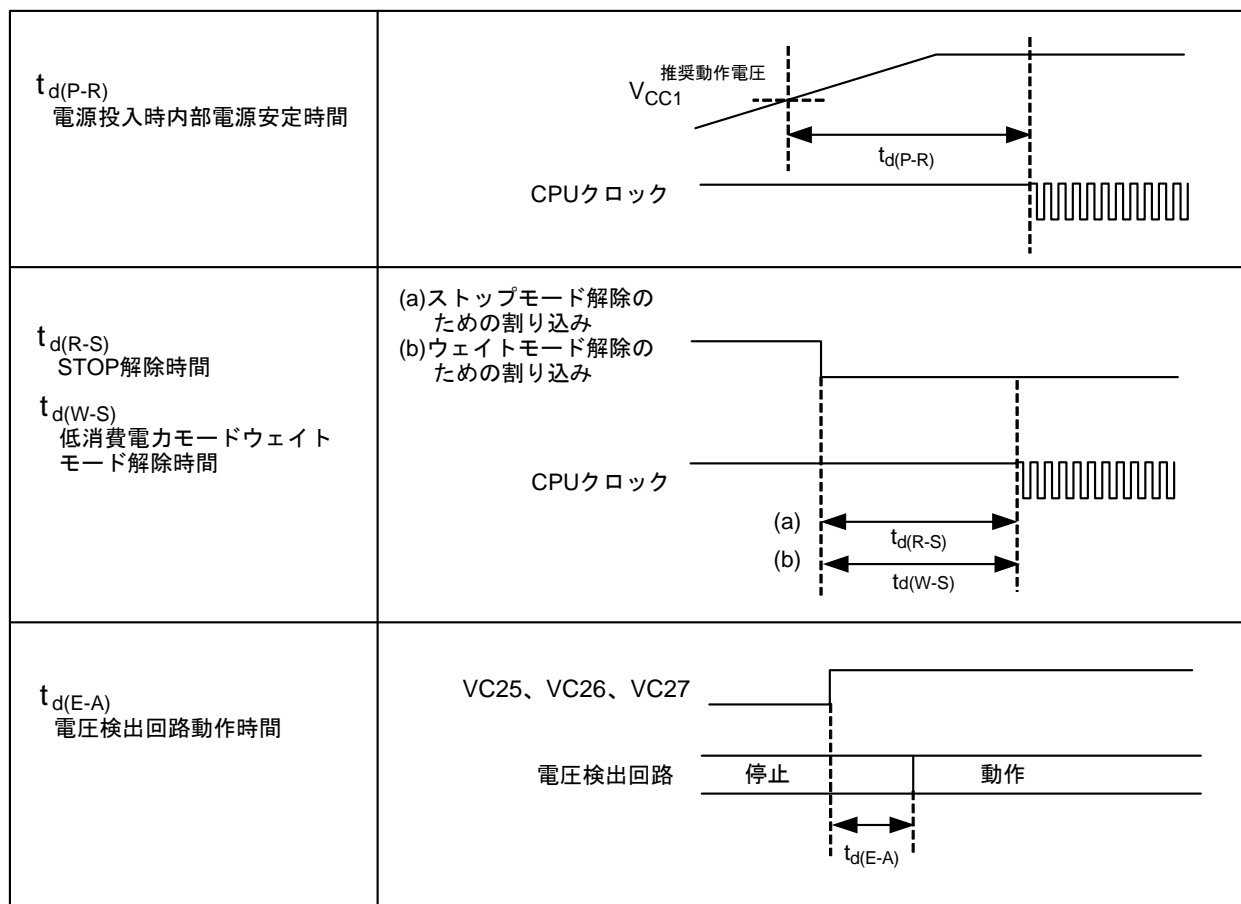 td(P-R)
電源投入時内部電源安定時間
推奨動作電圧
VCC1
td(P-R)
CPUクロック
td(R-S)
STOP解除時間
td(W-S)
低消費電力モードウェイト
モード解除時間
(a)ストップモード解除の
ための割り込み
(b)ウェイトモード解除の
ための割り込み
CPUクロック
(a)
td(R-S)
(b)
td(W-S)
td(E-A)
電圧検出回路動作時間
VC25、VC26、VC27
電圧検出回路 停止 動作
td(E-A)